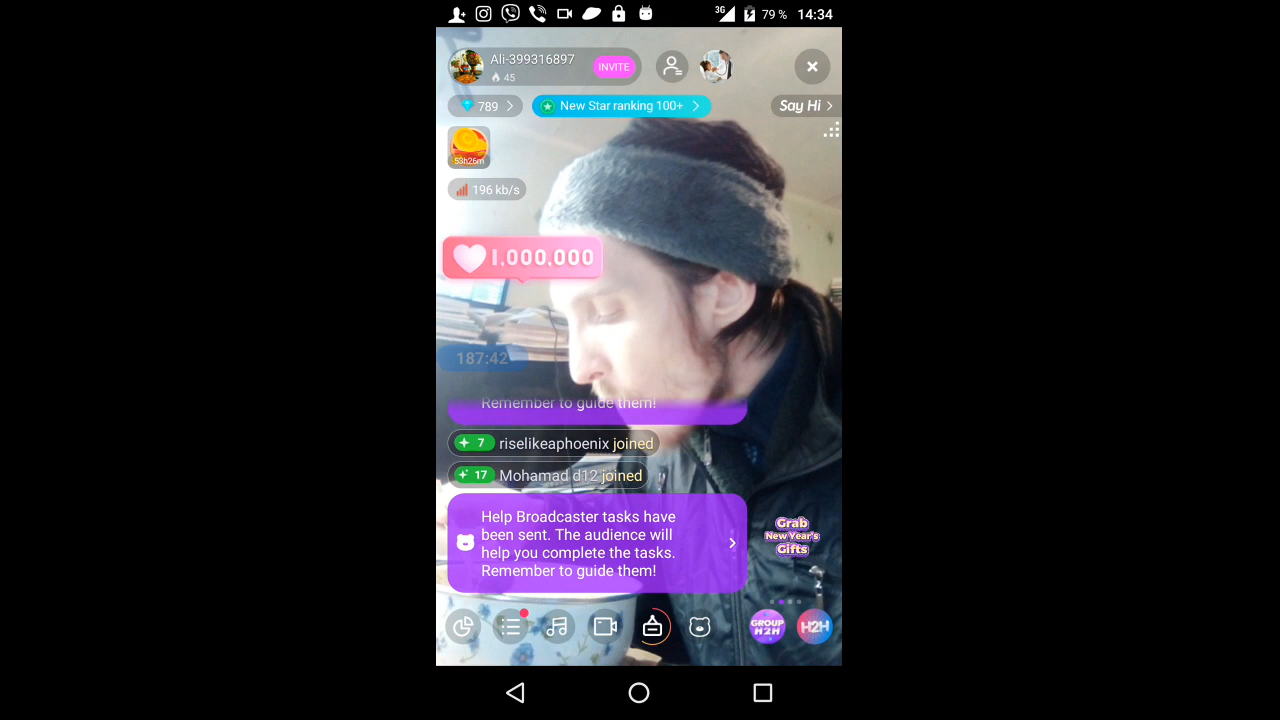 3G 79 % 14:34
Ali-399316897
45
INVITE
789
New Star ranking 100+
Say Hi
53h26m
196 kb/s
1,000,000
187:42
Remember to guide them!
7 riselikeaphoenix joined
17 Mohamad d12 joined
Help Broadcaster tasks have
been sent. The audience will
help you complete the tasks.
Remember to guide them!
Grab
New Year's
Gifts
GROUP
H2H
H2H